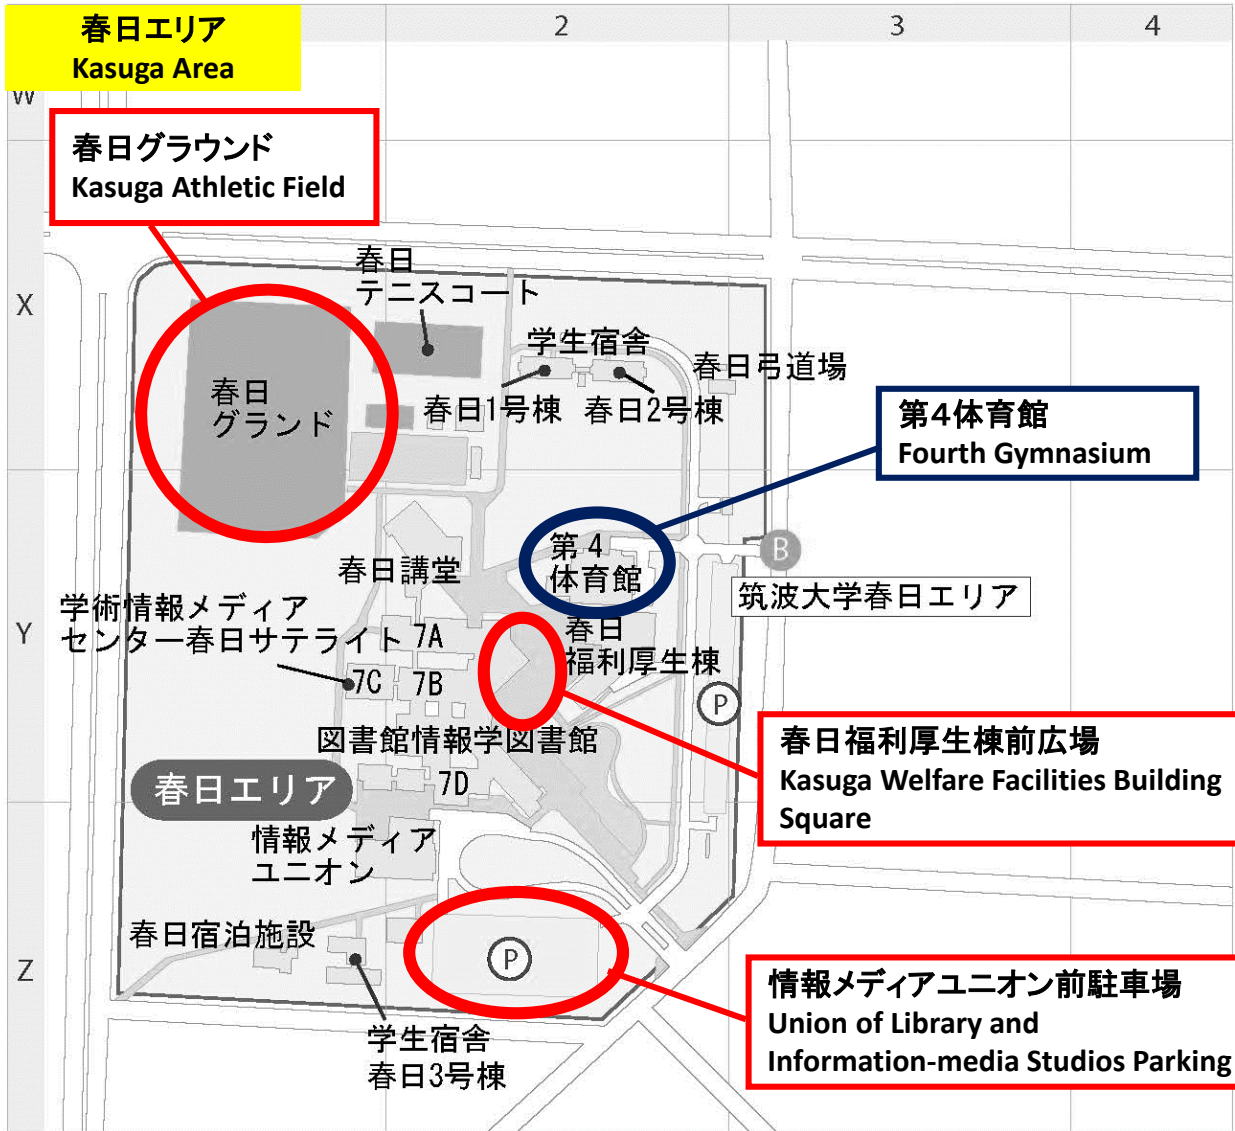 春日エリア
Kasuga Area
2
3
4
W
春日グラウンド
Kasuga Athletic Field
春日
テニスコート
X
学生宿舎
春日弓道場
春日
グランド
春日1号棟
春日2号棟
第4体育館
Fourth Gymnasium
第4
体育館
B
春日講堂
筑波大学春日エリア
学術情報メディア
センター春日サテライト
7A
Y
春日
福利厚生棟
7C
7B
P
図書館情報学図書館
春日福利厚生棟前広場
Kasuga Welfare Facilities Building
Square
春日エリア
7D
情報メディア
ユニオン
春日宿泊施設
P
Z
情報メディアユニオン前駐車場
Union of Library and
Information-media Studios Parking
学生宿舎
春日3号棟